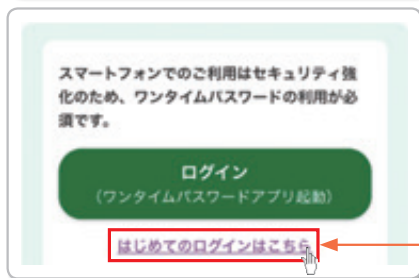 スマートフォンでのご利用はセキュリティ強
化のため、ワンタイムパスワードの利用が必
須です。
ログイン
(ワンタイムパスワードアプリ起動)
はじめてのログインはこちら